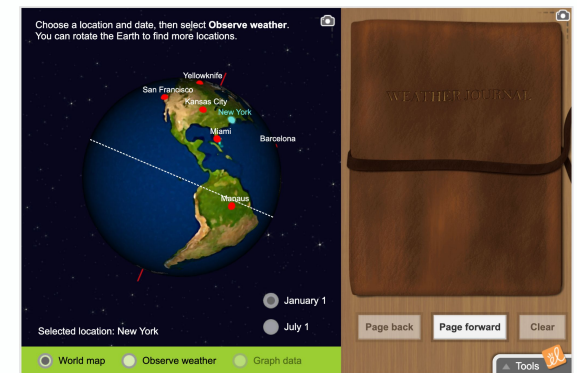 Choose a location and date, then select Observe weather.
You can rotate the Earth to find more locations.
Yellowknife
San Francisco
Kansas City
New York
Miami
Barcelona
Manaus
January 1
July 1
Selected location: New York
World map
Observe weather
Graph data
WEATHER JOURNAL
Page back
Page forward
Clear
Tools